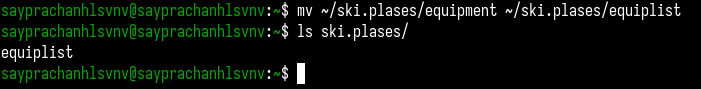 sayprachanhlsvnv@sayprachanhlsvnv:~$ mv ~/ski.plases/equipment ~/ski.plases/equiplist
sayprachanhlsvnv@sayprachanhlsvnv:~$ ls ski.plases/
equiplist
sayprachanhlsvnv@sayprachanhlsvnv:~$